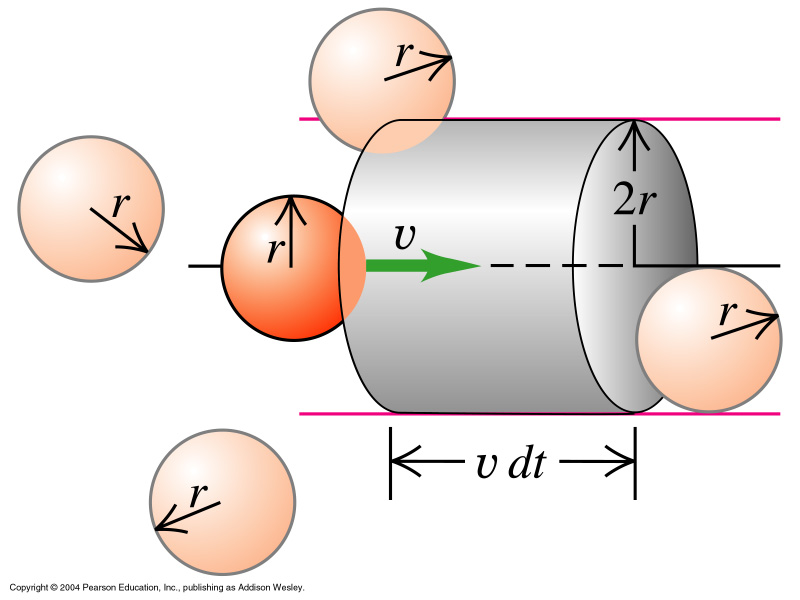 r
r
2r
r
v
r
v dt
r
Copyright © 2004 Pearson Education, Inc., publishing as Addison Wesley.
r